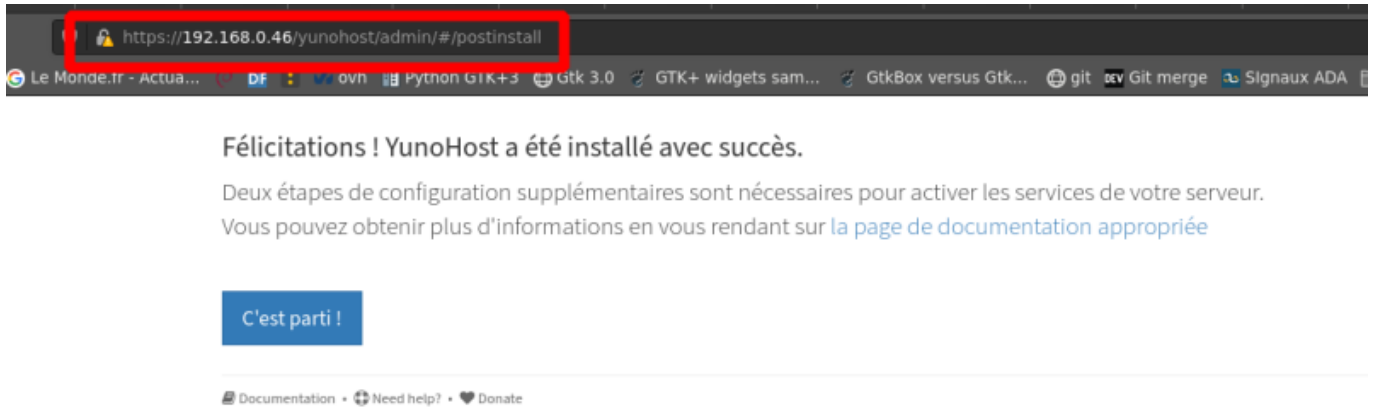 https://192.168.0.46/yunohost/admin/#/postinstall
Le Monde.fr - Actua... DF ovh Python GTK+3 Gtk 3.0 GTK+ widgets sam... GtkBox versus Gtk... git DEV Git merge SIgnaux ADA
Félicitations ! YunoHost a été installé avec succès.
Deux étapes de configuration supplémentaires sont nécessaires pour activer les services de votre serveur.
Vous pouvez obtenir plus d'informations en vous rendant sur la page de documentation appropriée
C'est parti !
Documentation • Need help? • Donate